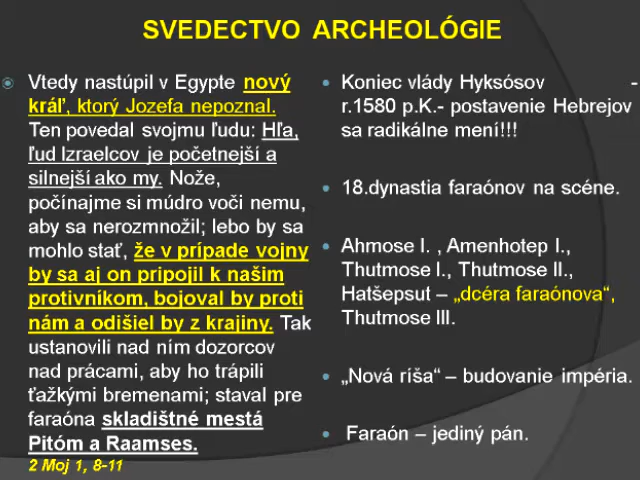 SVEDECTVO ARCHEOLÓGIE
Vtedy nastúpil v Egypte nový
kráľ, ktorý Jozefa nepoznal.
Ten povedal svojmu ľudu: Hľa,
ľud Izraelcov je početnejší a
silnejší ako my. Nože,
počínajme si múdro voči nemu,
aby sa nerozmnožil; lebo by sa
mohlo stať, že v prípade vojny
by sa aj on pripojil k našim
protivníkom, bojoval by proti
nám a odišiel by z krajiny. Tak
ustanovili nad ním dozorcov
nad prácami, aby ho trápili
ťažkými bremenami; staval pre
faraóna skladištné mestá
Pitóm a Raamses.
2 Moj 1, 8-11
Koniec vlády Hyksósov -
r.1580 p.K.- postavenie Hebrejov
sa radikálne mení!!!
18.dynastia faraónov na scéne.
Ahmose I. , Amenhotep I.,
Thutmose I., Thutmose II.,
Hatšepsut – „dcéra faraónova“,
Thutmose III.
„Nová ríša“ – budovanie impéria.
Faraón – jediný pán.